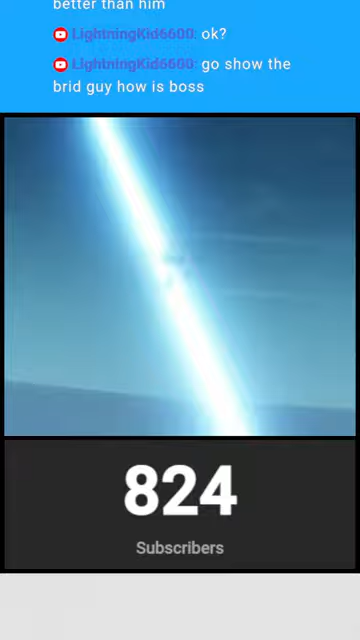 better than him
LightningKid6600: ok?
LightningKid6600: go show the
brid guy how is boss
824
Subscribers